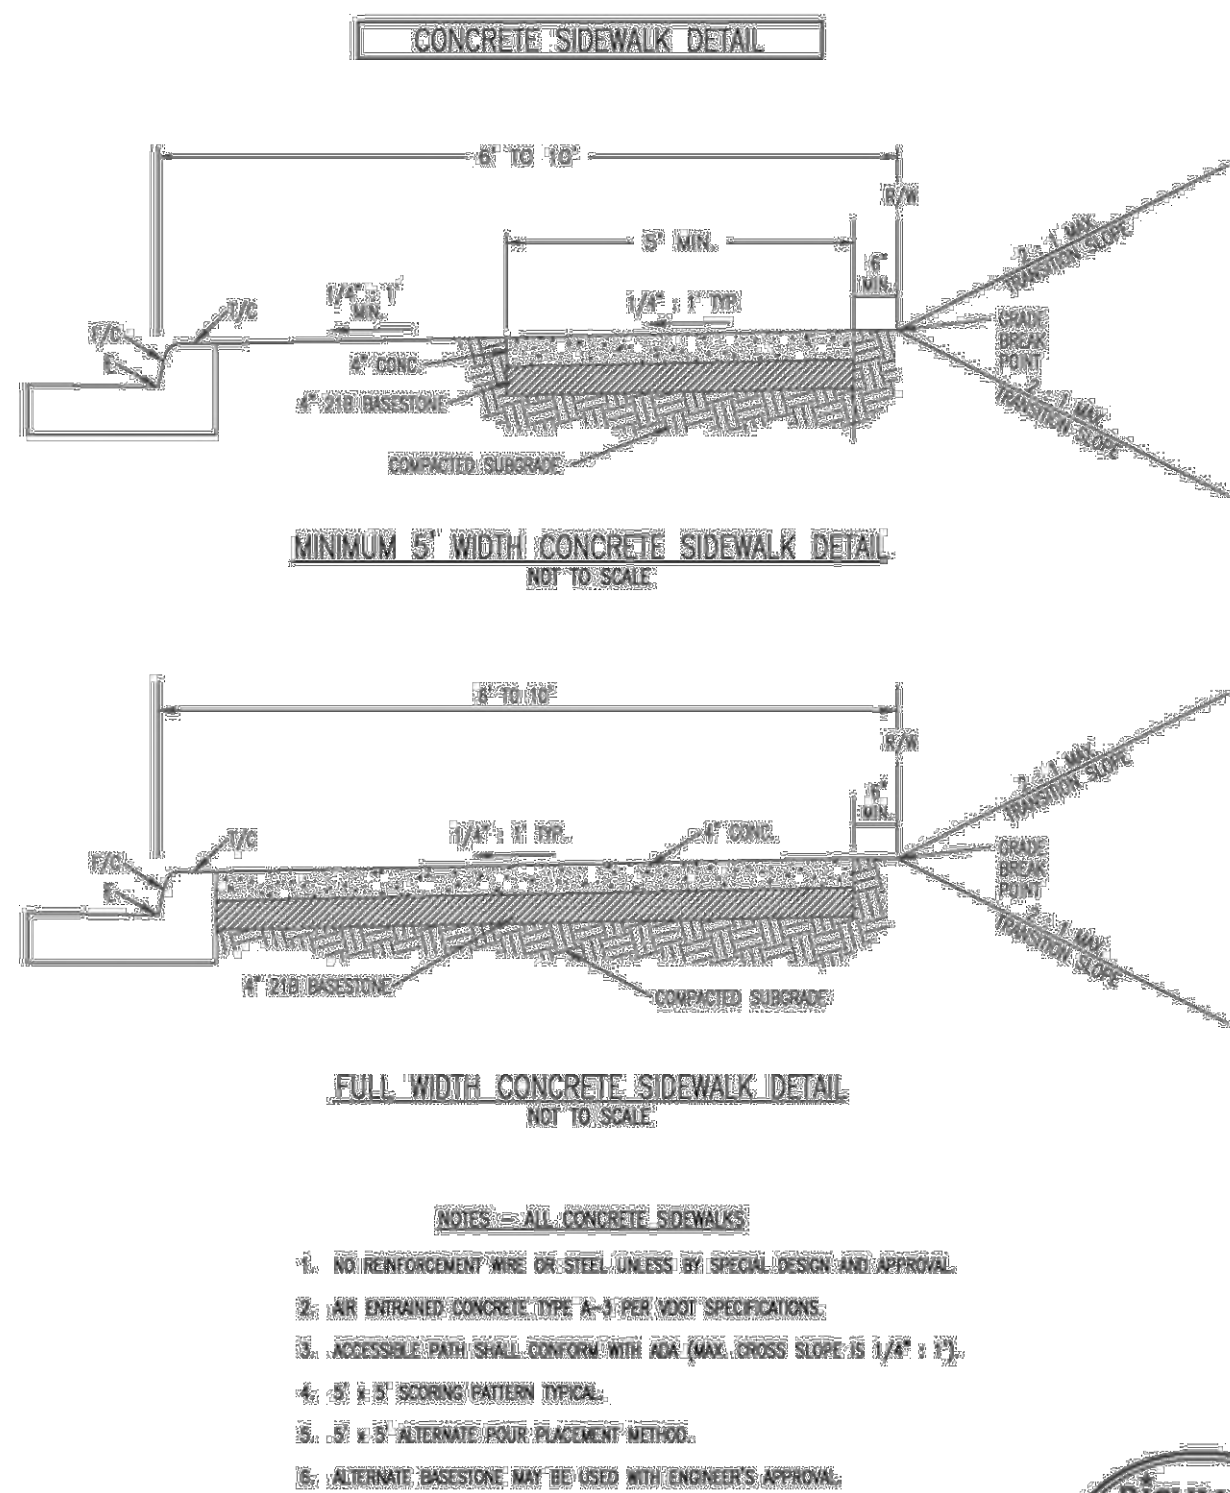 CONCRETE SIDEWALK DETAIL
6' TO 10'
R/W
2 : 1 MAX.
TRANSITION SLOPE
5' MIN.
6"
MIN.
1/4" : 1'
MIN.
1/4" : 1' TYP.
T/C
F/C
E
GRADE
BREAK
POINT
4" CONC.
4" 21B BASESTONE
2 : 1 MAX.
TRANSITION SLOPE
COMPACTED SUBGRADE
MINIMUM 5' WIDTH CONCRETE SIDEWALK DETAIL
NOT TO SCALE
TO 10'
R/W
2 : 1 MAX.
TRANSITION SLOPE
6"
MIN.
T/C
1/4" : 1' TYP.
4" CONC.
F/C
E
GRADE
BREAK
POINT
2 : 1 MAX.
TRANSITION SLOPE
4" 21B BASESTONE
COMPACTED SUBGRADE
FULL WIDTH CONCRETE SIDEWALK DETAIL
NOT TO SCALE
NOTES - ALL CONCRETE SIDEWALKS
1. NO REINFORCEMENT WIRE OR STEEL UNLESS BY SPECIAL DESIGN AND APPROVAL.
2. AIR ENTRAINED CONCRETE TYPE A-3 PER VDOT SPECIFICATIONS.
3. ACCESSIBLE PATH SHALL CONFORM WITH ADA (MAX. CROSS SLOPE IS 1/4" : 1').
4. 5' x 5' SCORING PATTERN TYPICAL.
5. 5' x 5' ALTERNATE POUR PLACEMENT METHOD.
6. ALTERNATE BASESTONE MAY BE USED WITH ENGINEER'S APPROVAL.